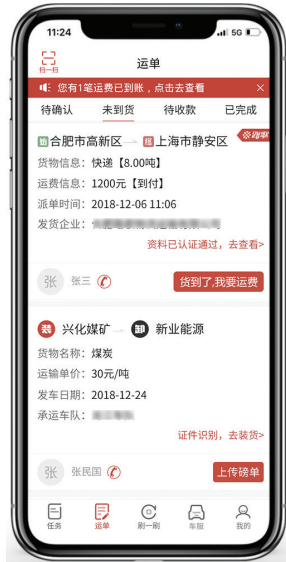 11:24
5G
扫一扫
运单
您有1笔运费已到账，点击去查看
待确认 未到货 待收款 已完成
合肥市高新区 上海市静安区
货物信息：快递【8.00吨】
运费信息：1200元【到付】
派单时间：2018-12-06 11:06
发货企业：
资料已认证通过，去查看>
张 张三 货到了,我要运费
装 兴化媒矿 卸 新业能源
货物名称：煤炭
运输单价：30元/吨
发车日期：2018-12-24
承运车队：
证件识别，去装货>
张 张民国 上传磅单
任务 运单 刷一刷 车服 我的